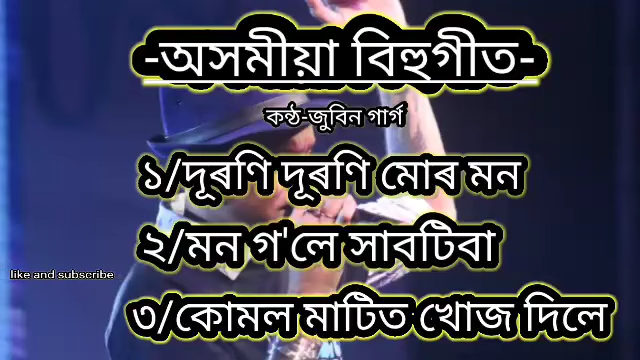 -অসমীয়া বিহুগীত-
কন্ঠ-জুবিন গাৰ্গ
১/দূৰণি দূৰণি মোৰ মন
২/মন গ'লে সাবটিবা
like and subscribe
৩/কোমল মাটিত খোজ দিলে